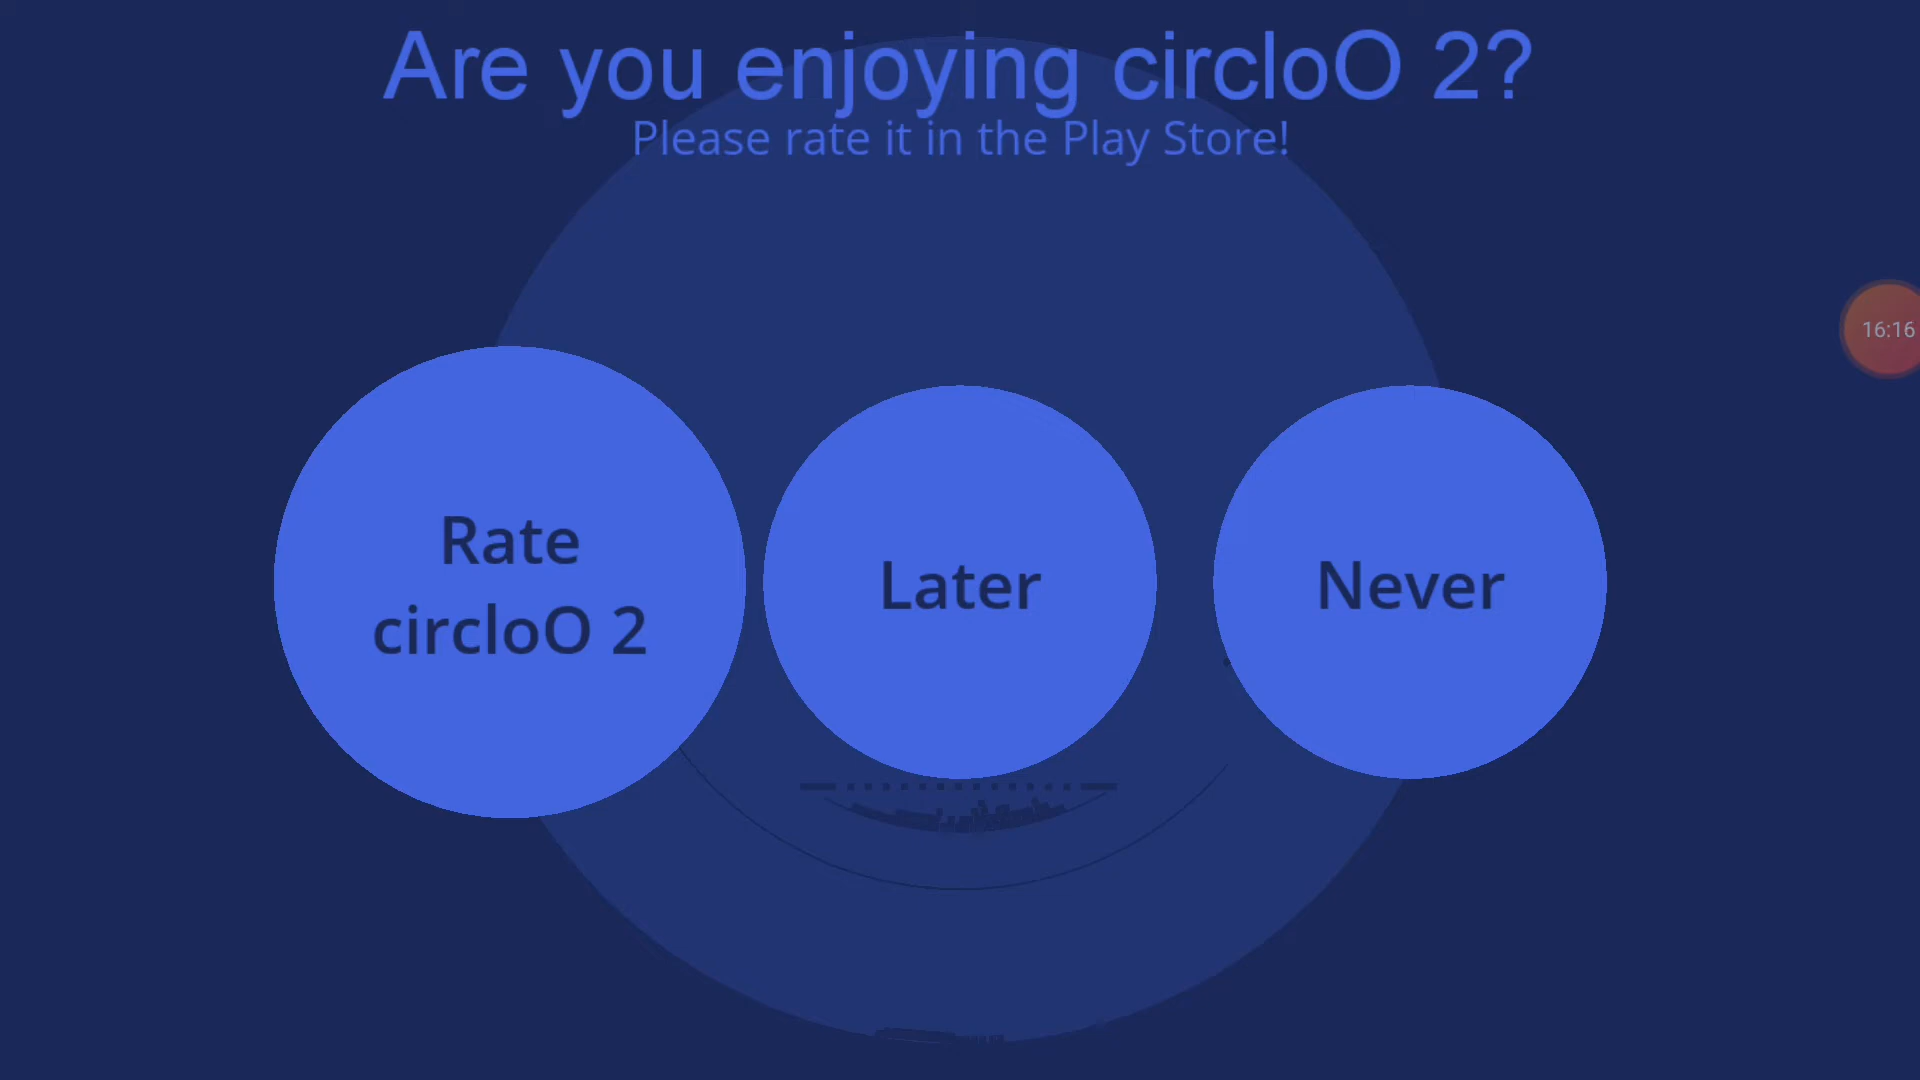 Are you enjoying circloO 2?
Please rate it in the Play Store!
16:16
Rate
circloO 2
Later
Never